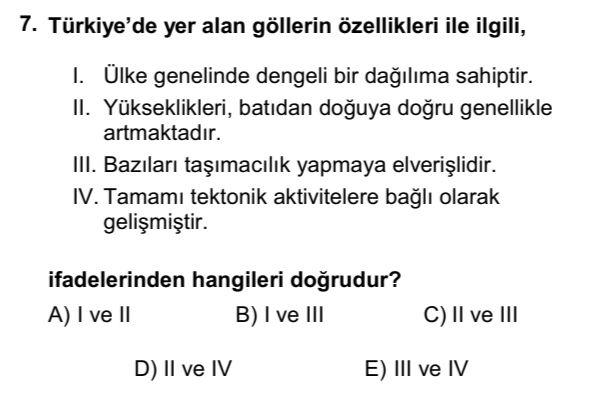 7. Türkiye’de yer alan göllerin özellikleri ile ilgili,
I. Ülke genelinde dengeli bir dağılıma sahiptir.
II. Yükseklikleri, batıdan doğuya doğru genellikle
artmaktadır.
III. Bazıları taşımacılık yapmaya elverişlidir.
IV. Tamamı tektonik aktivitelere bağlı olarak
gelişmiştir.
ifadelerinden hangileri doğrudur?
A) I ve II B) I ve III C) II ve III
D) II ve IV E) III ve IV